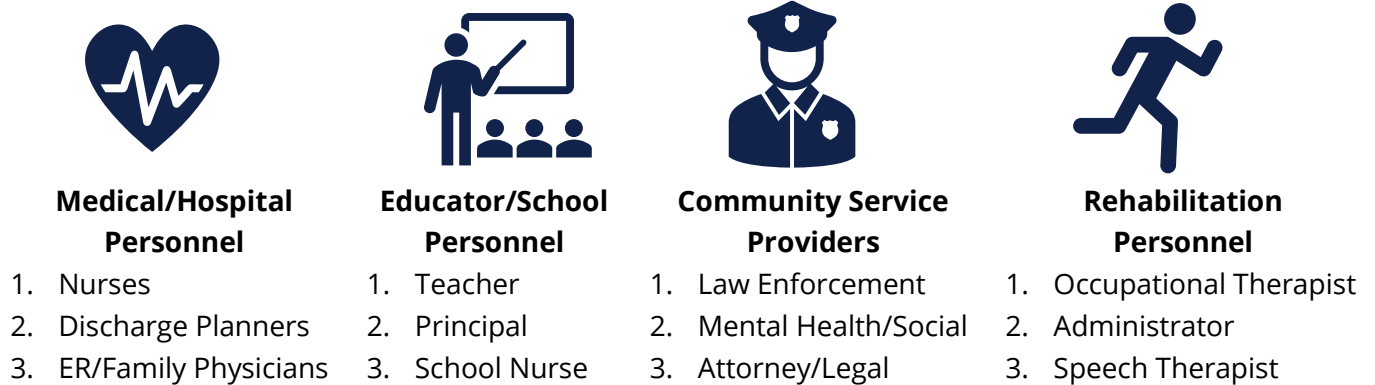 Medical/Hospital
Personnel
1. Nurses
2. Discharge Planners
3. ER/Family Physicians
Educator/School
Personnel
1. Teacher
2. Principal
3. School Nurse
Community Service
Providers
1. Law Enforcement
2. Mental Health/Social
3. Attorney/Legal
Rehabilitation
Personnel
1. Occupational Therapist
2. Administrator
3. Speech Therapist